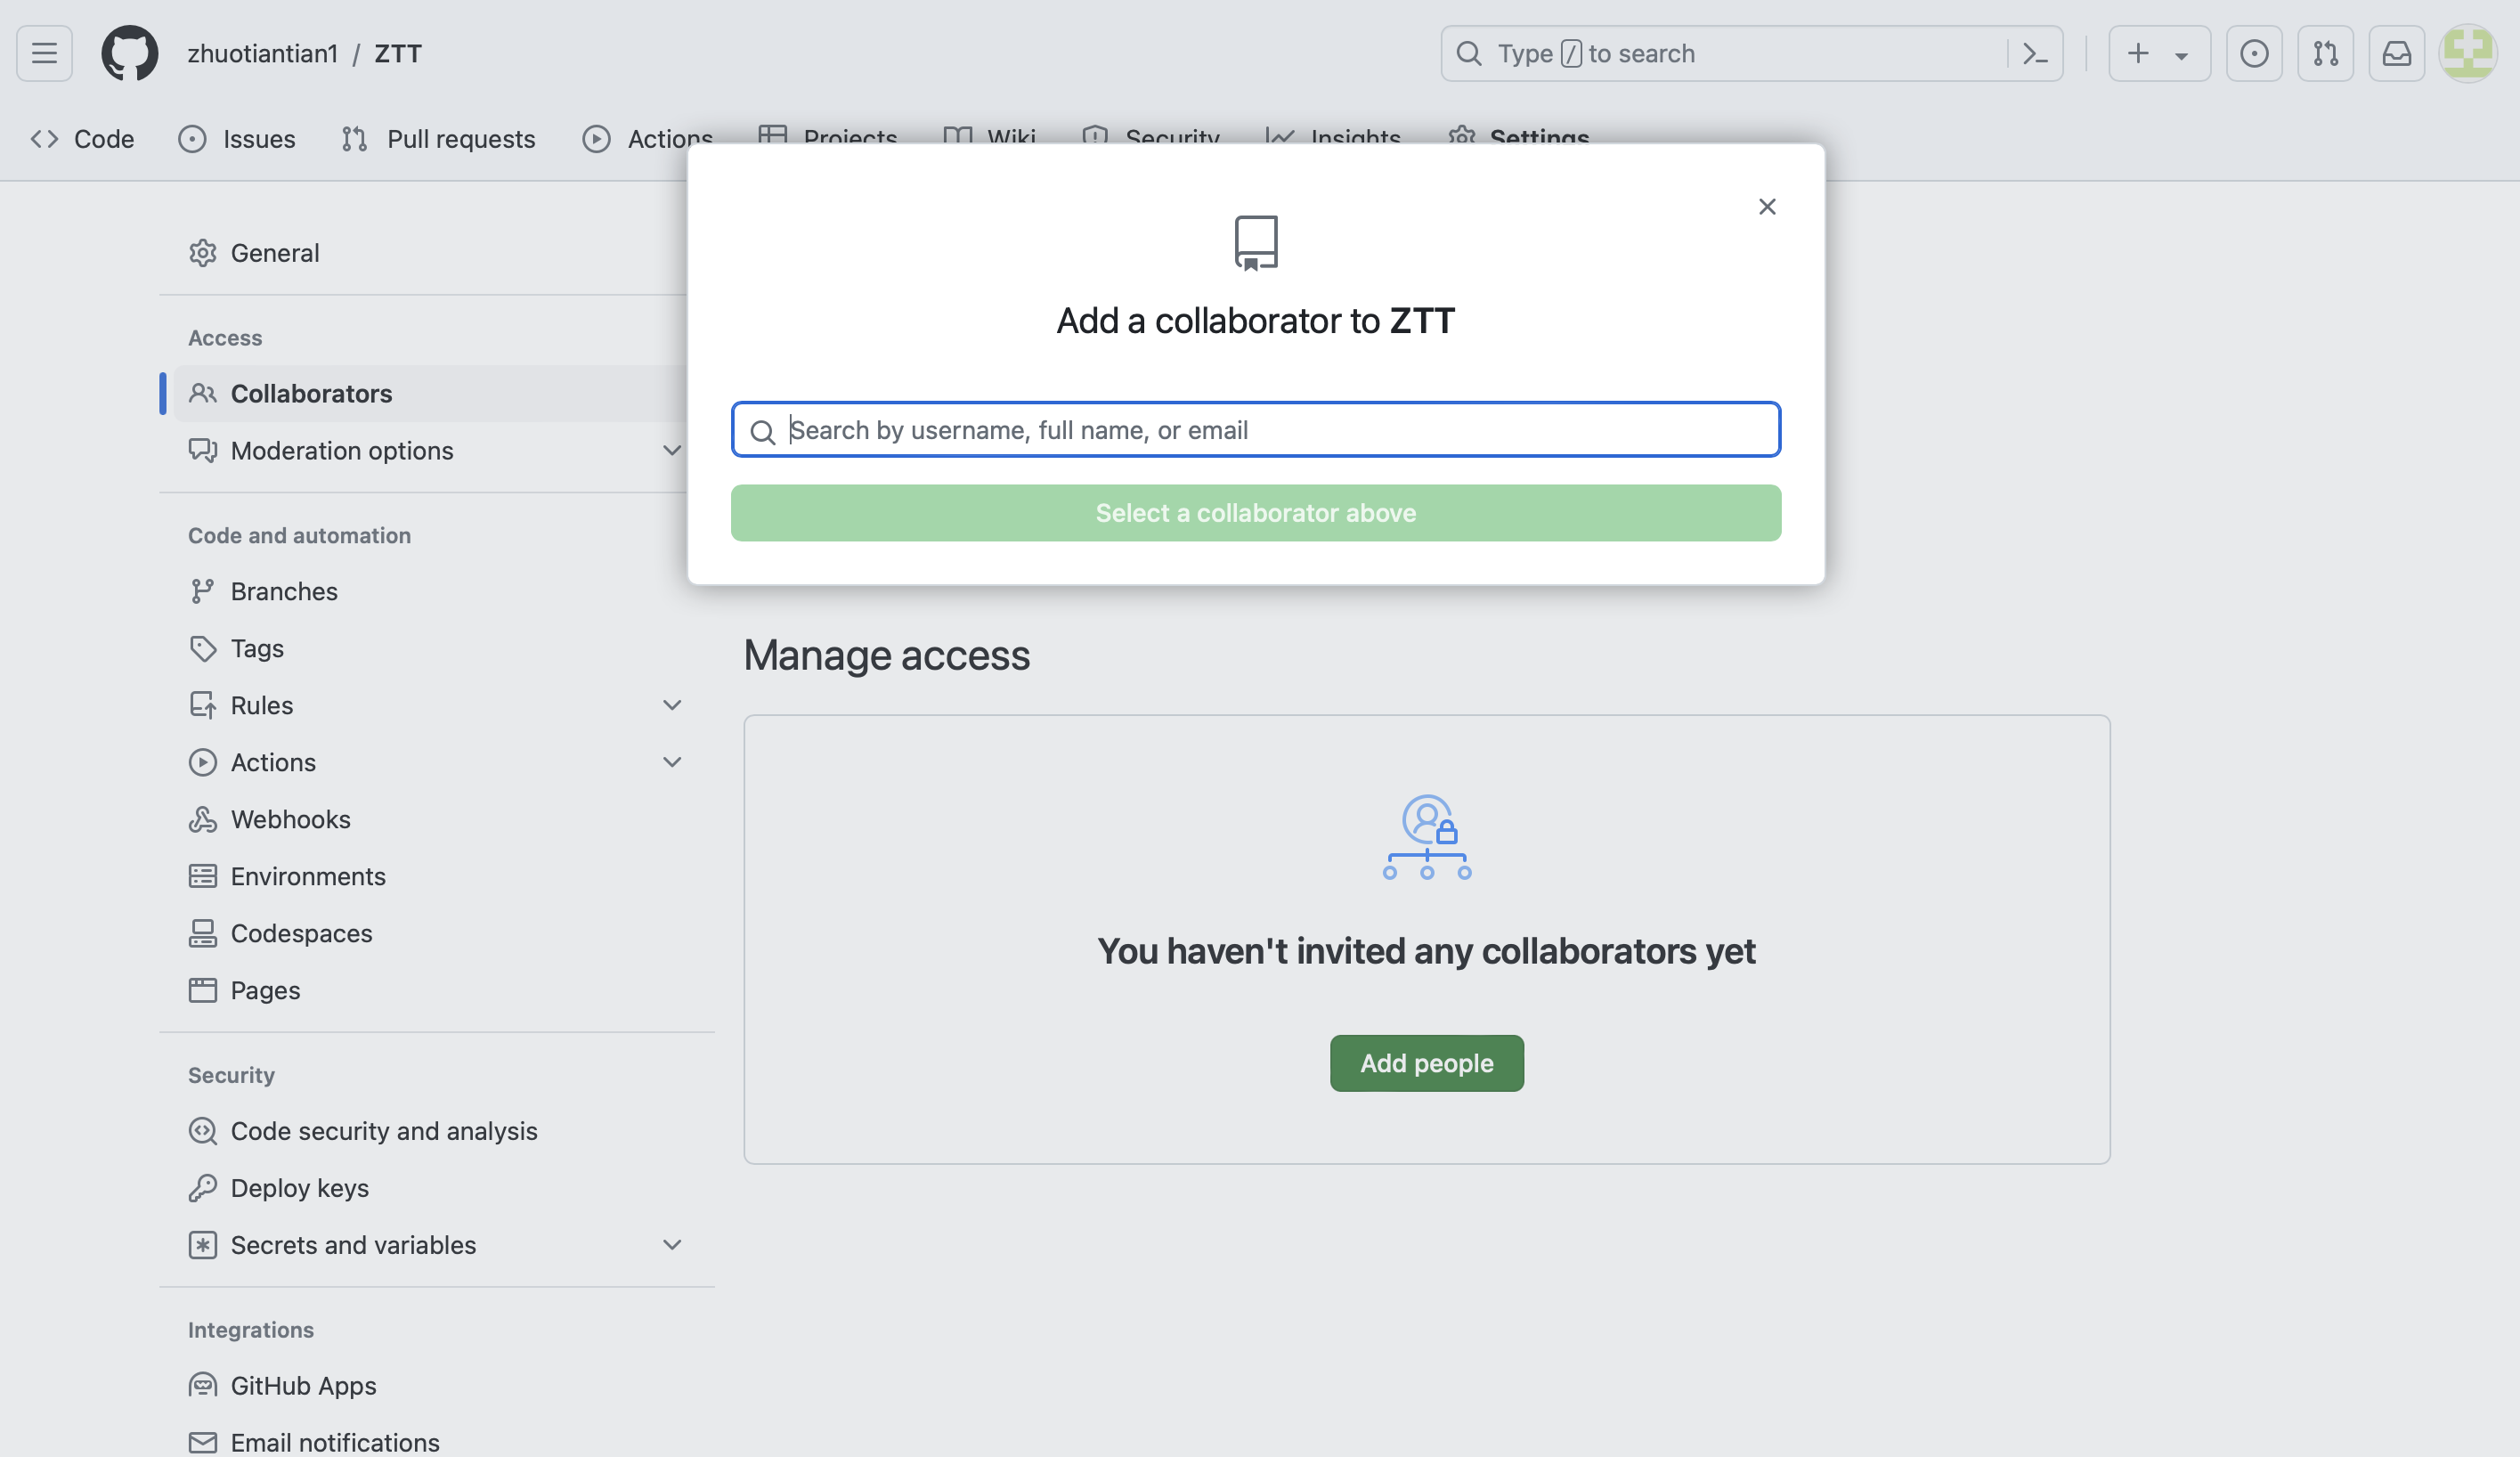 zhuotiantian1 / ZTT
Type / to search
Code
Issues
Pull requests
Actions
Projects
Wiki
Security
Insights
Settings
General
Access
Collaborators
Moderation options
Code and automation
Branches
Tags
Rules
Actions
Webhooks
Environments
Codespaces
Pages
Security
Code security and analysis
Deploy keys
Secrets and variables
Integrations
GitHub Apps
Email notifications
Add a collaborator to ZTT
Search by username, full name, or email
Select a collaborator above
Manage access
You haven't invited any collaborators yet
Add people